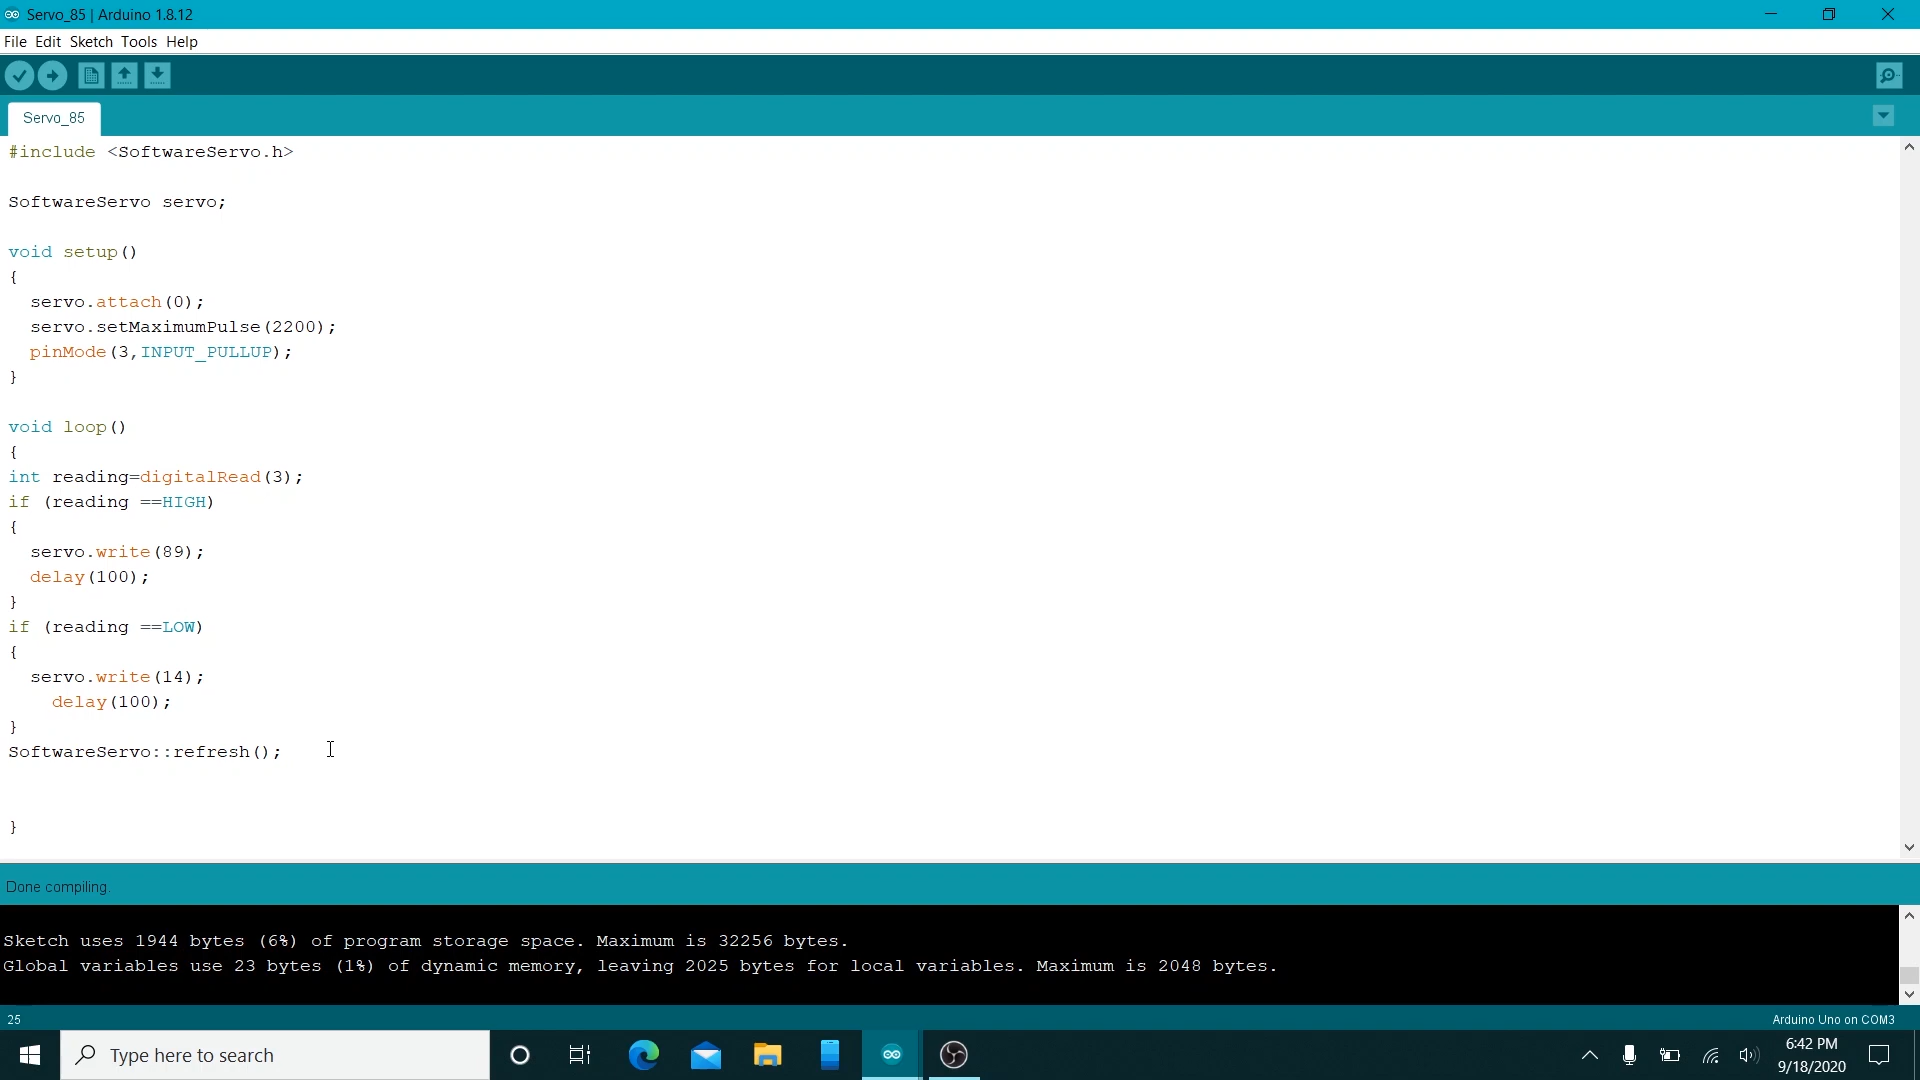 Servo_85 | Arduino 1.8.12
File Edit Sketch Tools Help
Servo_85
#include <SoftwareServo.h>
SoftwareServo servo;
void setup()
{
servo.attach(0);
servo.setMaximumPulse(2200);
pinMode(3,INPUT_PULLUP);
}
void loop()
{
int reading=digitalRead(3);
if (reading ==HIGH)
{
servo.write(89);
delay(100);
}
if (reading ==LOW)
{
servo.write(14);
delay(100);
}
SoftwareServo::refresh();
}
Done compiling.
Sketch uses 1944 bytes (6%) of program storage space. Maximum is 32256 bytes.
Global variables use 23 bytes (1%) of dynamic memory, leaving 2025 bytes for local variables. Maximum is 2048 bytes.
25 Arduino Uno on COM3
Type here to search
6:42 PM
9/18/2020